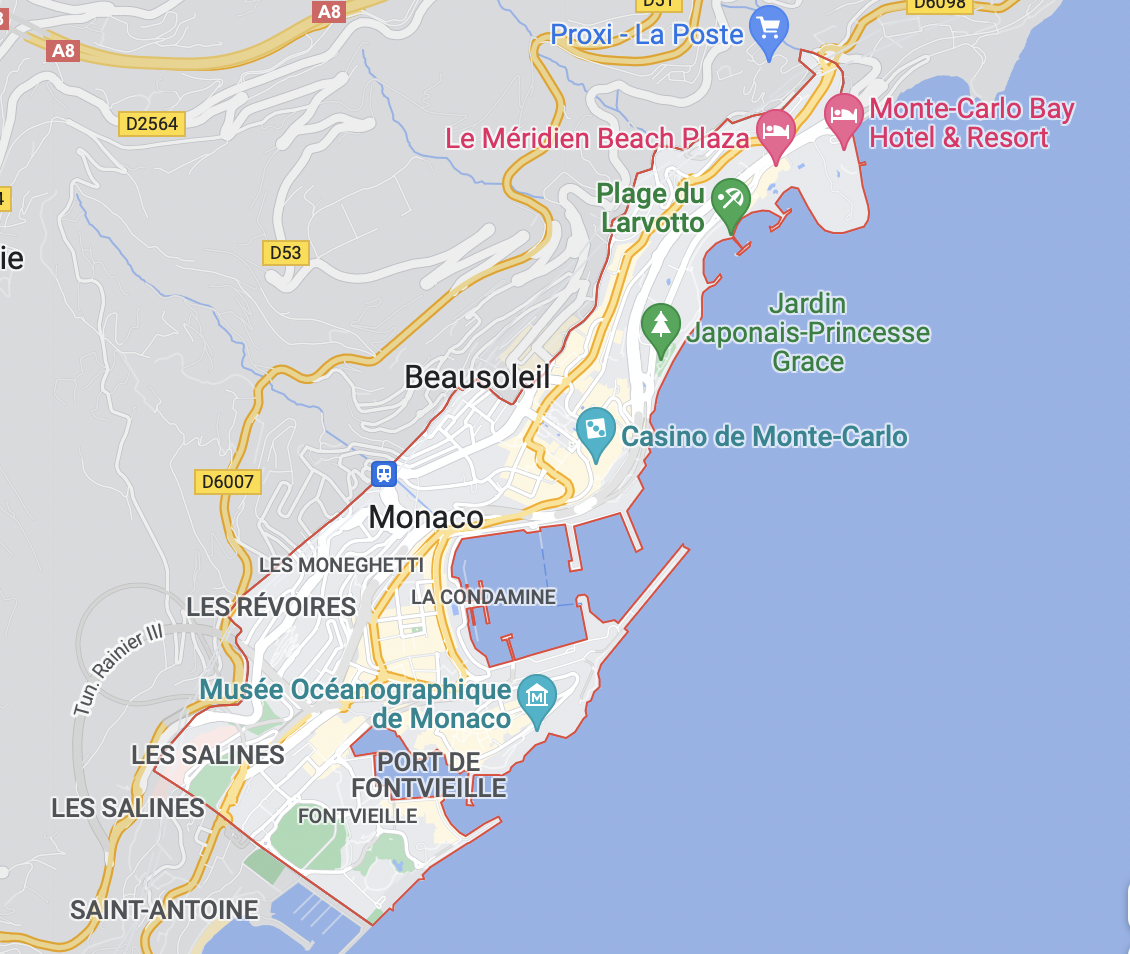 A8
D51
D6098
Proxi - La Poste
A8
Monte-Carlo Bay
Hotel & Resort
D2564
Le Méridien Beach Plaza
Plage du
Larvotto
D53
ie
Jardin
Japonais-Princesse
Grace
Beausoleil
Casino de Monte-Carlo
D6007
Monaco
LES MONEGHETTI
LES RÉVOIRES
LA CONDAMINE
Tun. Rainier III
Musée Océanographique
de Monaco
M
LES SALINES
PORT DE
FONTVIEILLE
LES SALINES
FONTVIEILLE
SAINT-ANTOINE